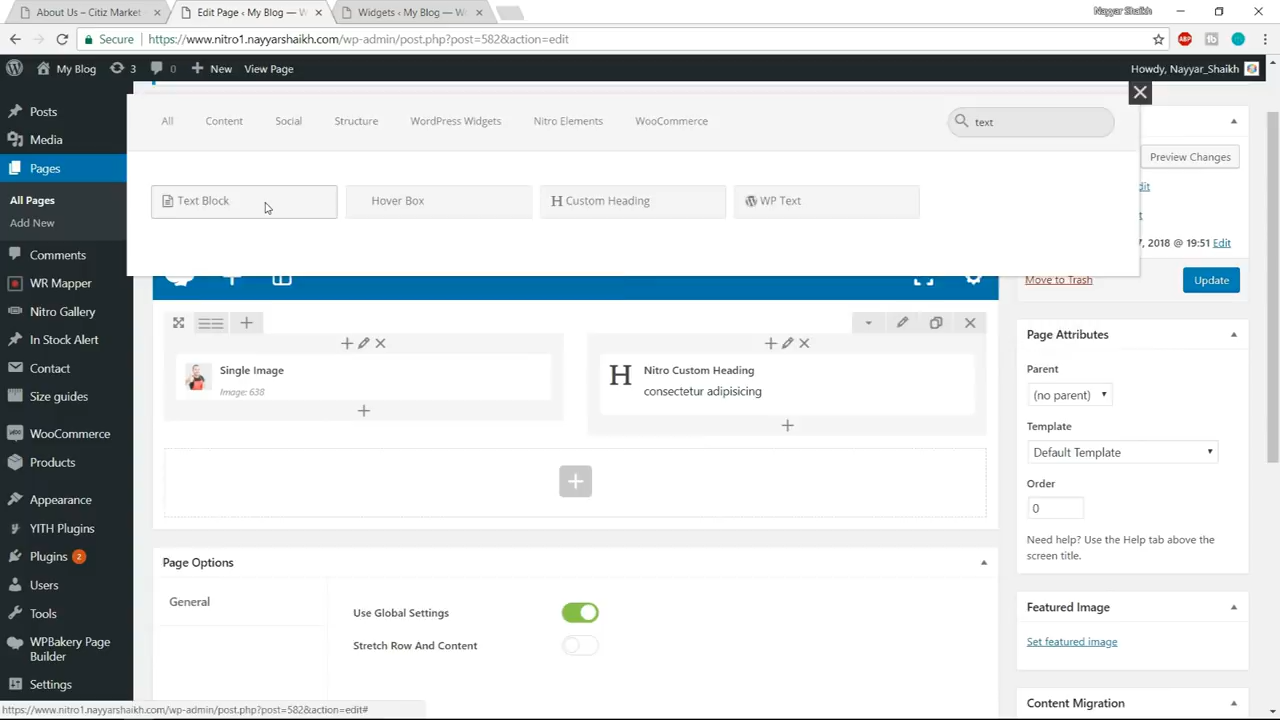 About Us – Citiz Market
Edit Page ‹ My Blog — W
Widgets ‹ My Blog — W
Nayyar Shaikh
Secure
https://www.nitro1.nayyarshaikh.com/wp-admin/post.php?post=582&action=edit
ABP
My Blog
3
0
New
View Page
Howdy, Nayyar_Shaikh
Posts
Media
Pages
All Pages
Add New
Comments
WR Mapper
Nitro Gallery
In Stock Alert
Contact
Size guides
WooCommerce
Products
Appearance
YITH Plugins
Plugins 2
Users
Tools
WPBakery Page
Builder
Settings
All
Content
Social
Structure
WordPress Widgets
Nitro Elements
WooCommerce
text
Text Block
Hover Box
H Custom Heading
WP Text
Single Image
Image: 638
H
Nitro Custom Heading
consectetur adipisicing
Page Options
General
Use Global Settings
Stretch Row And Content
Preview Changes
dit
t
7, 2018 @ 19:51 Edit
Move to Trash
Update
Page Attributes
Parent
(no parent)
Template
Default Template
Order
0
Need help? Use the Help tab above the
screen title.
Featured Image
Set featured image
Content Migration
https://www.nitro1.nayyarshaikh.com/wp-admin/post.php?post=582&action=edit#